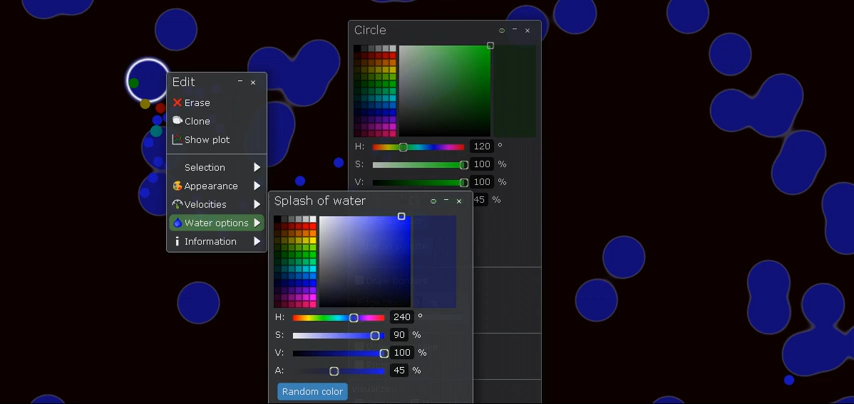 Circle
H: 120 °
S: 100 %
V: 100 %
45 %
Edit
Erase
Clone
Show plot
Selection
Appearance
Velocities
Water options
Information
Splash of water
H: 240 °
S: 90 %
V: 100 %
A: 45 %
Random color